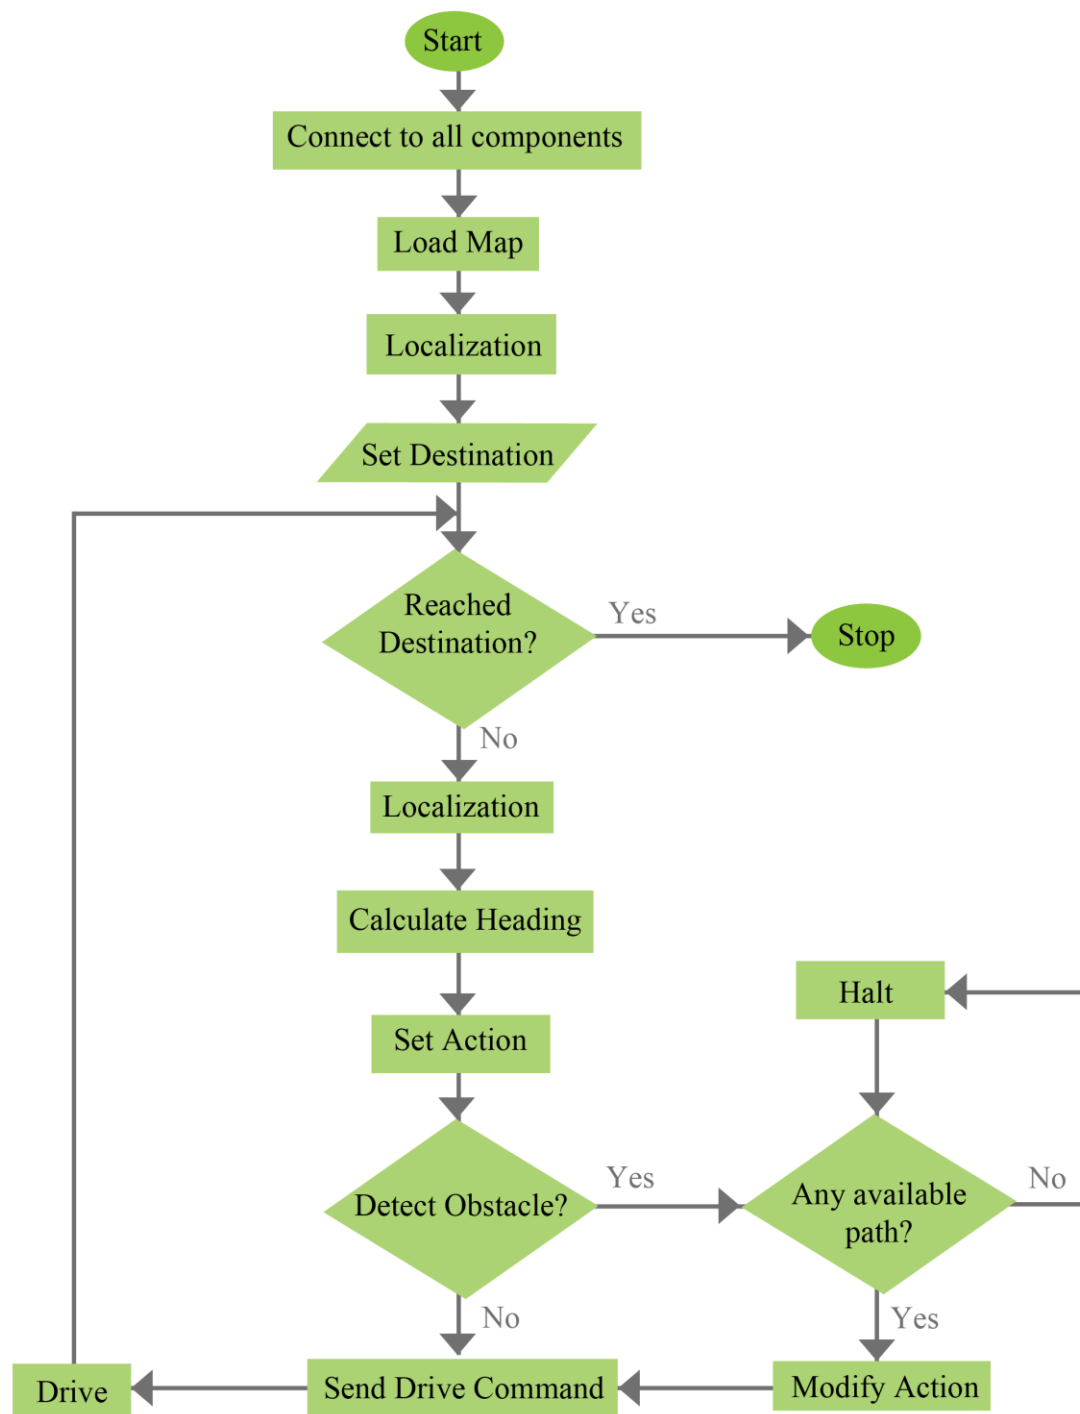 Start
Connect to all components
Load Map
Localization
Set Destination
Reached
Destination?
Yes
Stop
No
Localization
Calculate Heading
Halt
Set Action
Detect Obstacle?
Yes
Any available
path?
No
No
Yes
Drive
Send Drive Command
Modify Action